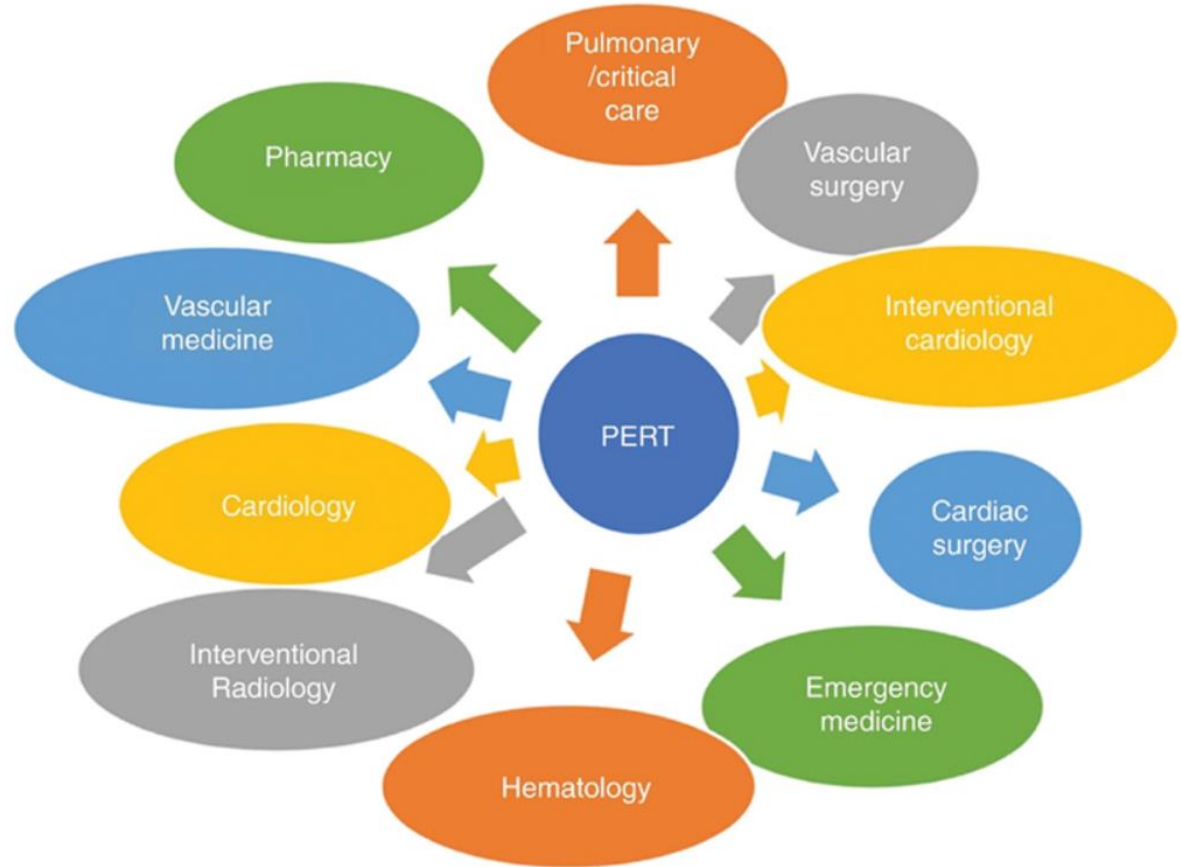 Pulmonary
/critical
care
Vascular
surgery
Interventional
cardiology
Cardiac
surgery
Emergency
medicine
Hematology
Interventional
Radiology
Cardiology
Vascular
medicine
Pharmacy
PERT